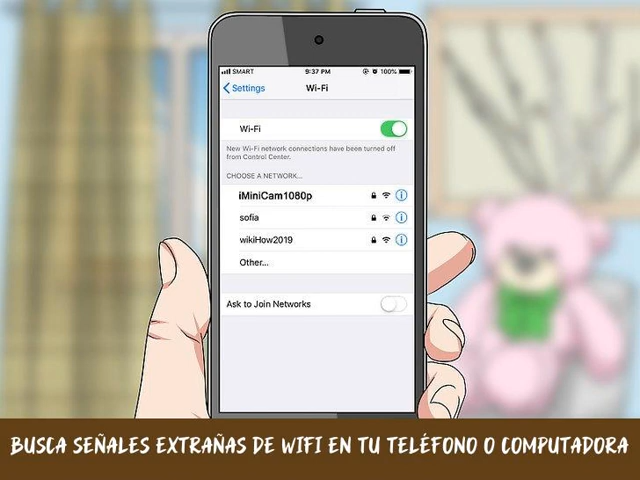 SMART 9:37 PM 100%
Settings Wi-Fi
Wi-Fi
New Wi-Fi network connections have been turned off
from Control Center.
CHOOSE A NETWORK...
iMiniCam1080p
sofia
wikiHow2019
Other...
Ask to Join Networks
BUSCA SEÑALES EXTRAÑAS DE WIFI EN TU TELÉFONO O COMPUTADORA